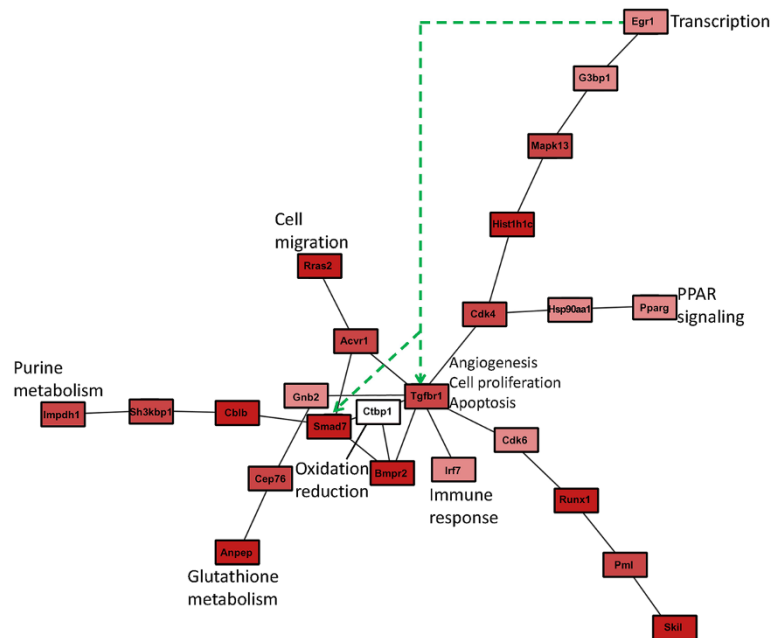 Egr1
Transcription
G3bp1
Mapk13
Hist1h1c
Cell
migration
Rras2
Cdk4
Hsp90aa1
Pparg
PPAR
signaling
Acvr1
Angiogenesis
Cell proliferation
Apoptosis
Purine
metabolism
Gnb2
Tgfbr1
Impdh1
Sh3kbp1
Cblb
Smad7
Ctbp1
Cdk6
Oxidation
reduction
Bmpr2
Irf7
Immune
response
Cep76
Runx1
Anpep
Glutathione
metabolism
Pml
Skil